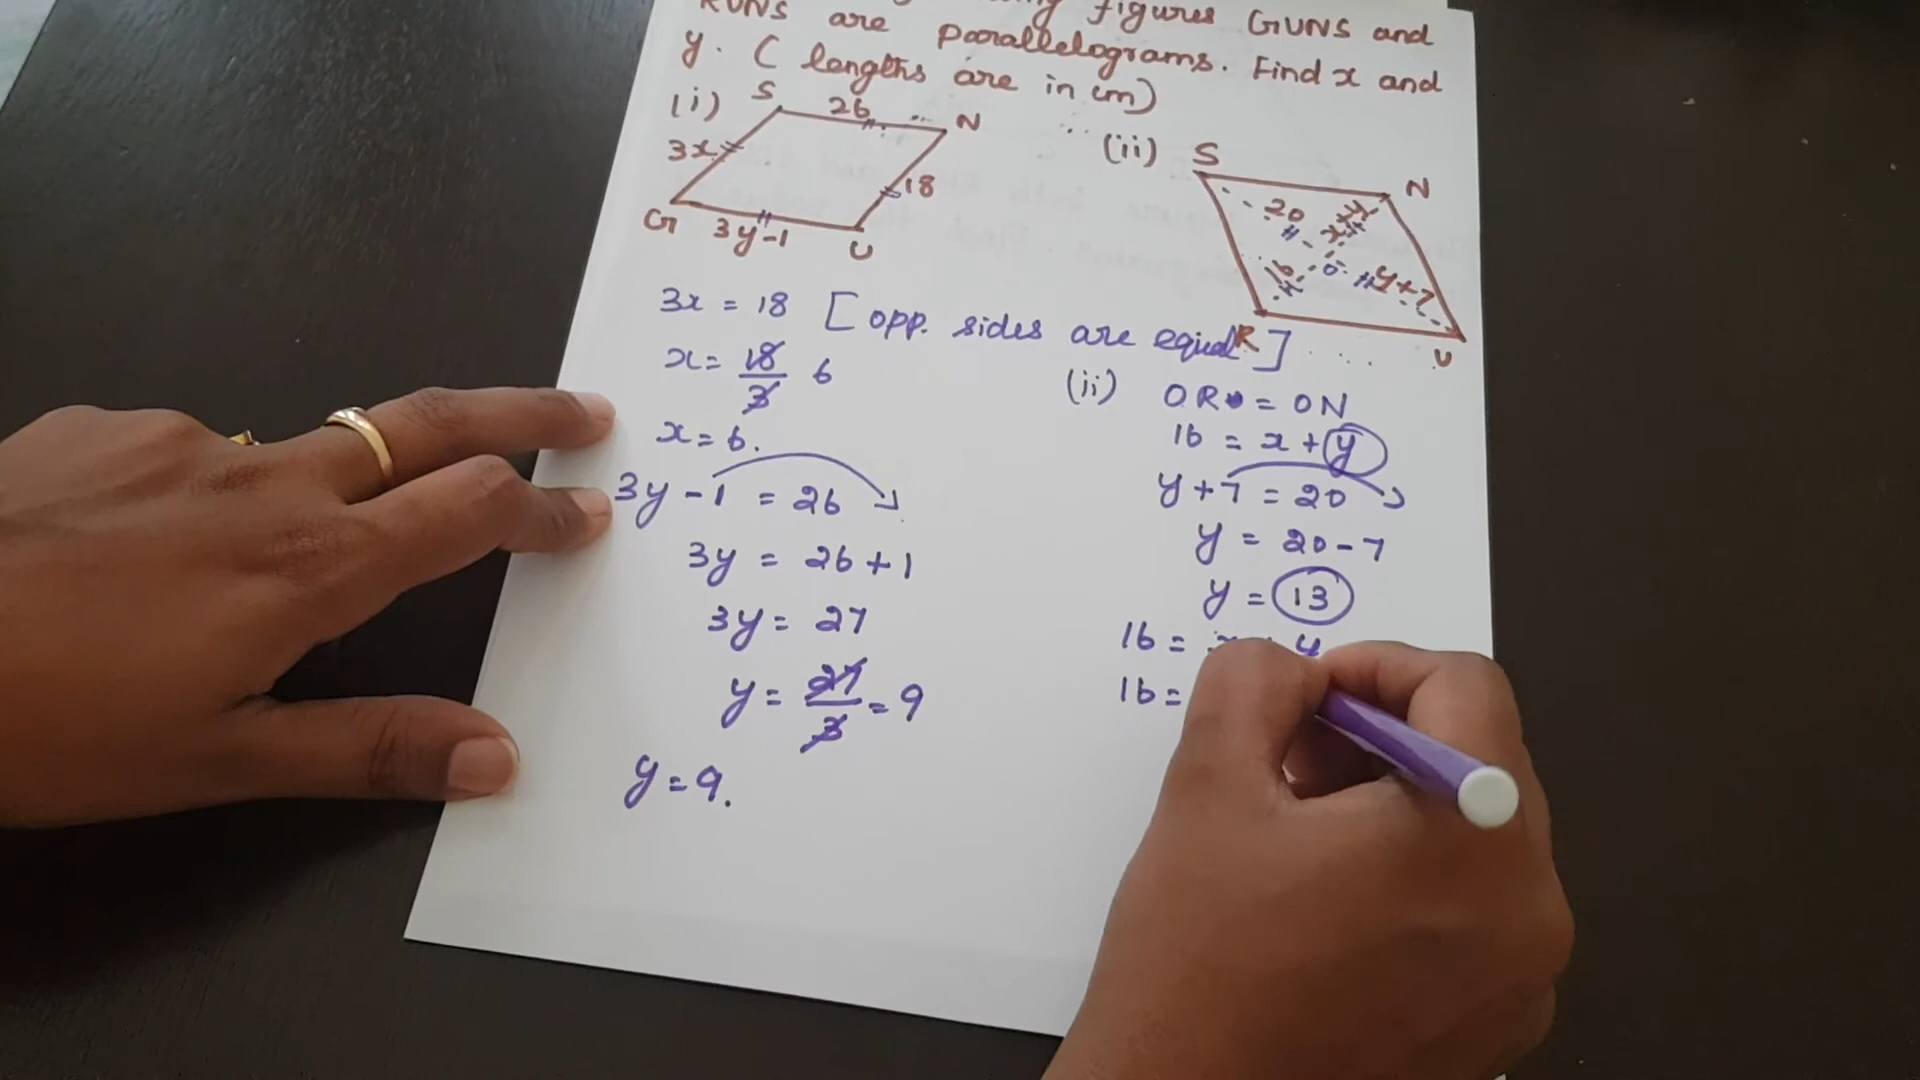 figures GUNS and
RUNS are parallelograms. Find x and
y. ( lengths are in cm)
(i) S 26 N
3x 18
G 3y-1 U
(ii) S N
20 x
16 O y+7
R U
3x = 18 [ opp. sides are equal ]
x = 18/3 6
x = 6.
3y - 1 = 26
3y = 26 + 1
3y = 27
y = 27/3 = 9
y = 9.
(ii) OR = ON
16 = x + y
y + 7 = 20
y = 20 - 7
y = 13
16 = x + y
16 =